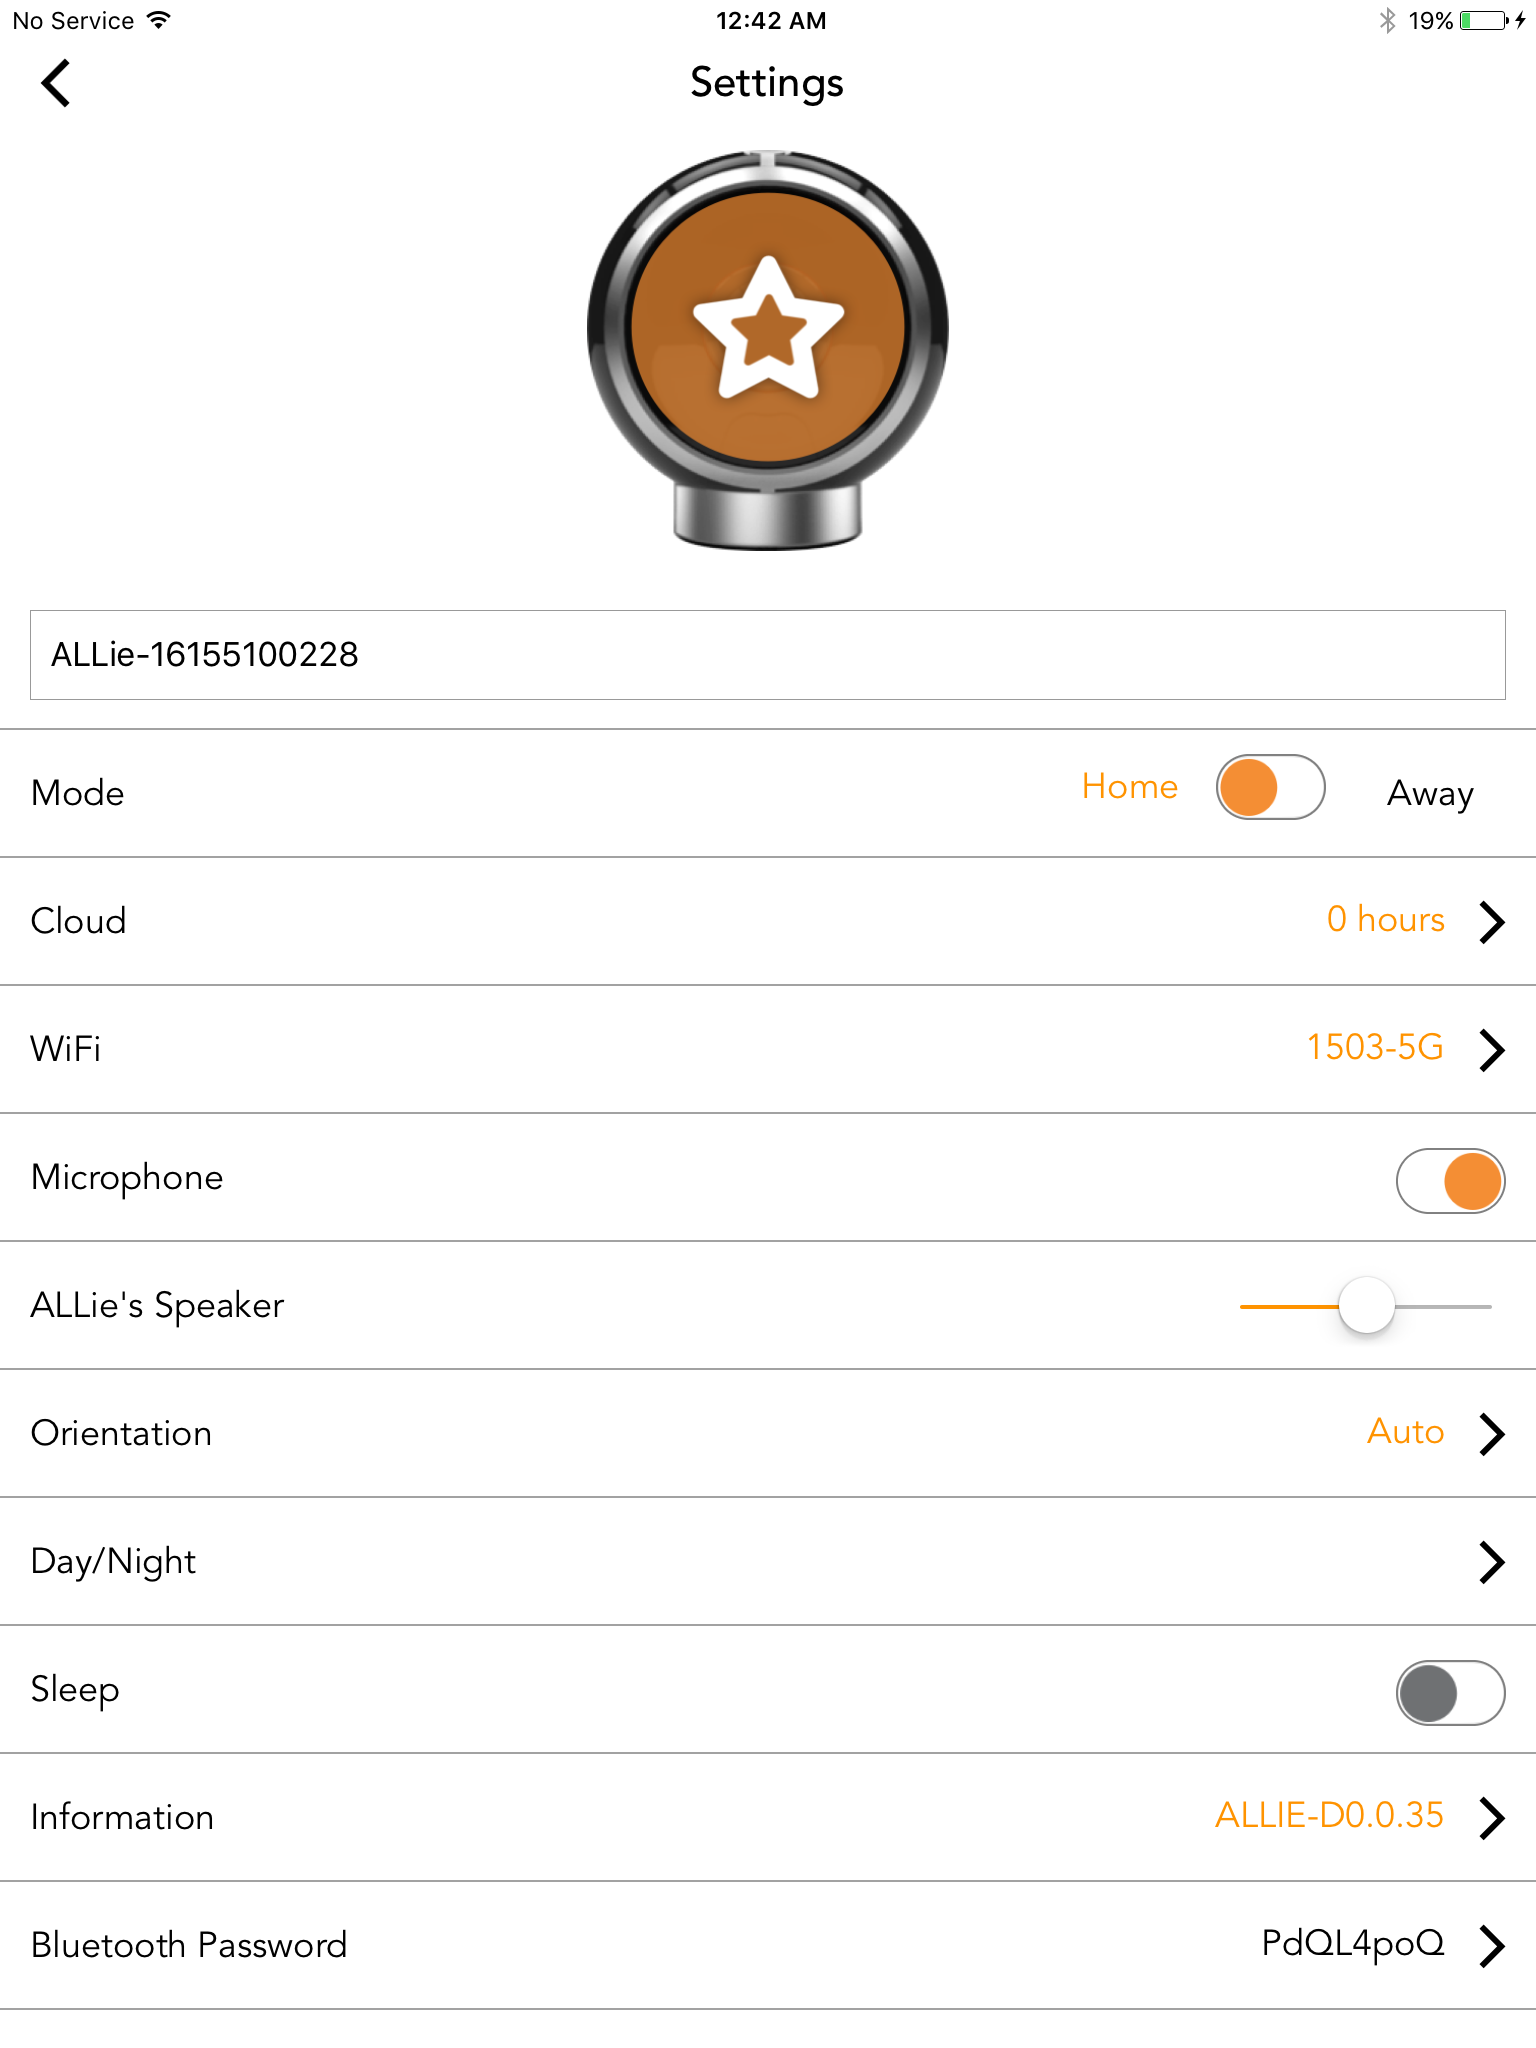 No Service 12:42 AM 19%
Settings
ALLie-16155100228
Mode Home Away
Cloud 0 hours
WiFi 1503-5G
Microphone
ALLie's Speaker
Orientation Auto
Day/Night
Sleep
Information ALLIE-D0.0.35
Bluetooth Password PdQL4poQ